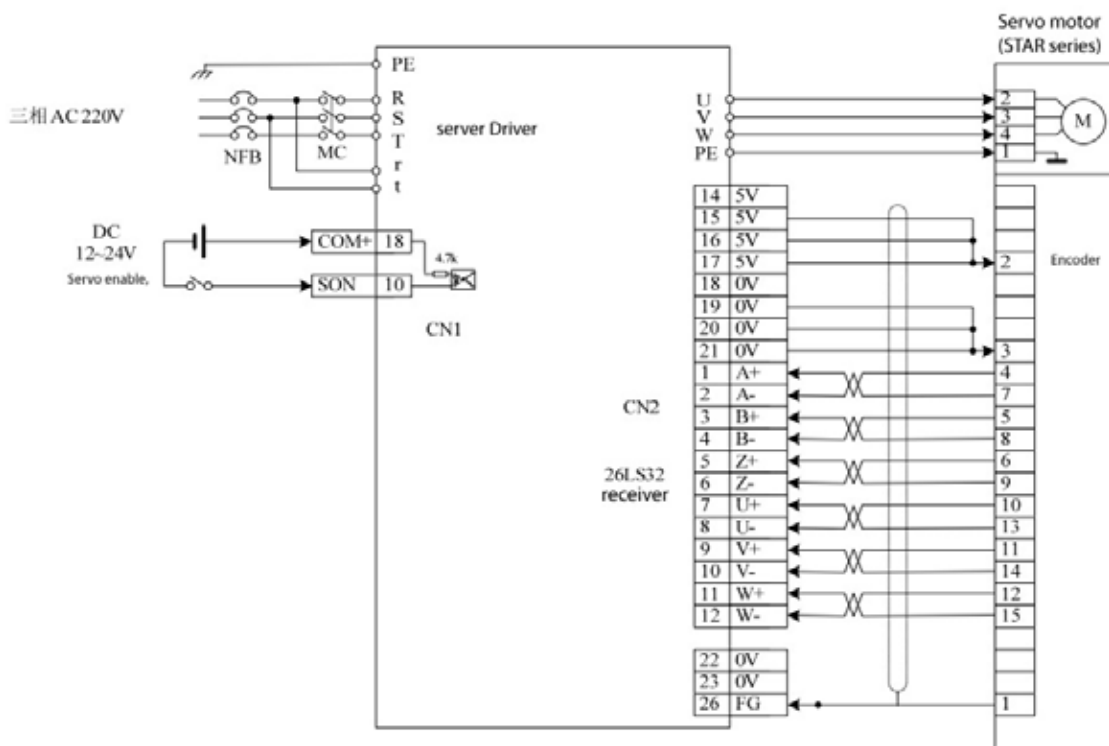 Servo motor
(STAR series)
PE
R
S
T
r
t
三相 AC 220V
NFB
MC
server Driver
U
V
W
PE
2
3
4
1
M
DC
12~24V
Servo enable,
COM+ 18
SON 10
4.7k
CN1
14 5V
15 5V
16 5V
17 5V
18 0V
19 0V
20 0V
21 0V
1 A+
2 A-
3 B+
4 B-
5 Z+
6 Z-
7 U+
8 U-
9 V+
10 V-
11 W+
12 W-
22 0V
23 0V
26 FG
CN2
26LS32
receiver
2
3
4
7
5
8
6
9
10
13
11
14
12
15
1
Encoder